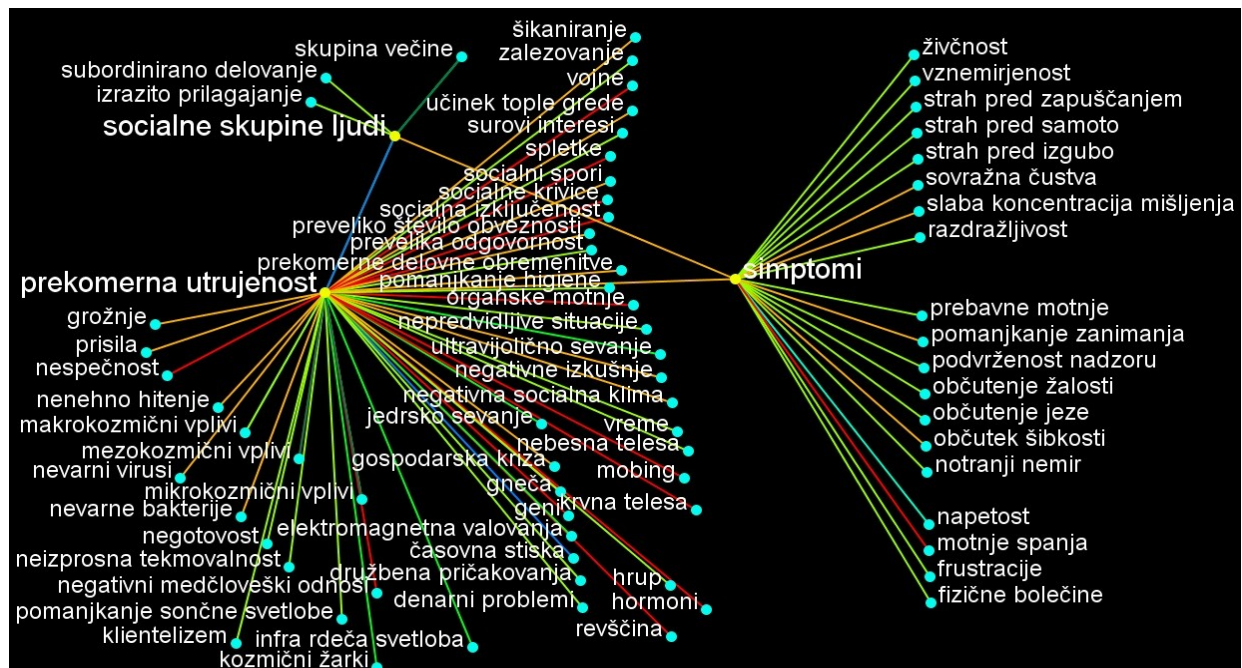 šikaniranje
skupina večine
zalezovanje
subordinirano delovanje
vojne
izrazito prilagajanje
učinek tople grede
socialne skupine ljudi
surovi interesi
spletke
socialni spori
socialne krivice
socialna izključenost
preveliko število obveznosti
prevelika odgovornost
prekomerne delovne obremenitve
prekomerna utrujenost
pomanjkanje higiene
organske motnje
nepredvidljive situacije
ultravijolično sevanje
negativne izkušnje
negativna socialna klima
jedrsko sevanje
vreme
nebesna telesa
gospodarska kriza
mobing
gneča
krvna telesa
geni
elektromagnetna valovanja
časovna stiska
družbena pričakovanja
hrup
denarni problemi
hormoni
revščina
grožnje
prisila
nespečnost
nenehno hitenje
makrokozmični vplivi
mezokozmični vplivi
nevarni virusi
mikrokozmični vplivi
nevarne bakterije
negotovost
neizprosna tekmovalnost
negativni medčloveški odnosi
pomanjkanje sončne svetlobe
klientelizem
infra rdeča svetloba
kozmični žarki
simptomi
živčnost
vznemirjenost
strah pred zapuščanjem
strah pred samoto
strah pred izgubo
sovražna čustva
slaba koncentracija mišljenja
razdražljivost
prebavne motnje
pomanjkanje zanimanja
podvrženost nadzoru
občutenje žalosti
občutenje jeze
občutek šibkosti
notranji nemir
napetost
motnje spanja
frustracije
fizične bolečine